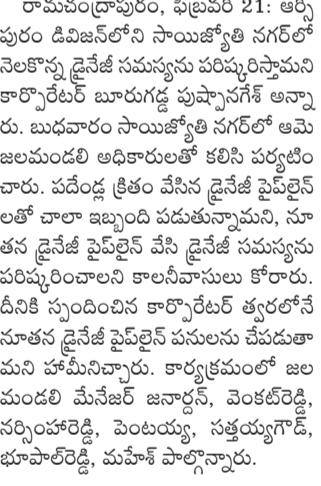 రామచంద్రాపురం, ఫిబ్రవరి 21: ఆర్సి
పురం డివిజన్‌లోని సాయిజ్యోతి నగర్‌లో
నెలకొన్న డ్రైనేజీ సమస్యను పరిష్కరిస్తామని
కార్పొరేటర్ బూరుగడ్డ పుష్పానగేశ్ అన్నా
రు. బుధవారం సాయిజ్యోతి నగర్‌లో ఆమె
జలమండలి అధికారులతో కలిసి పర్యటిం
చారు. పదేండ్ల క్రితం వేసిన డ్రైనేజీ పైప్‌లైన్
లతో చాలా ఇబ్బంది పడుతున్నామని, నూ
తన డ్రైనేజీ పైప్‌లైన్ వేసి డ్రైనేజీ సమస్యను
పరిష్కరించాలని కాలనీవాసులు కోరారు.
దీనికి స్పందించిన కార్పొరేటర్ త్వరలోనే
నూతన డ్రైనేజీ పైప్‌లైన్ పనులను చేపడుతా
మని హామీనిచ్చారు. కార్యక్రమంలో జల
మండలి మేనేజర్ జనార్దన్, వెంకట్‌రెడ్డి,
నర్సింహారెడ్డి, పెంటయ్య, సత్తయ్యగౌడ్,
భూపాల్‌రెడ్డి, మహేశ్ పాల్గొన్నారు.